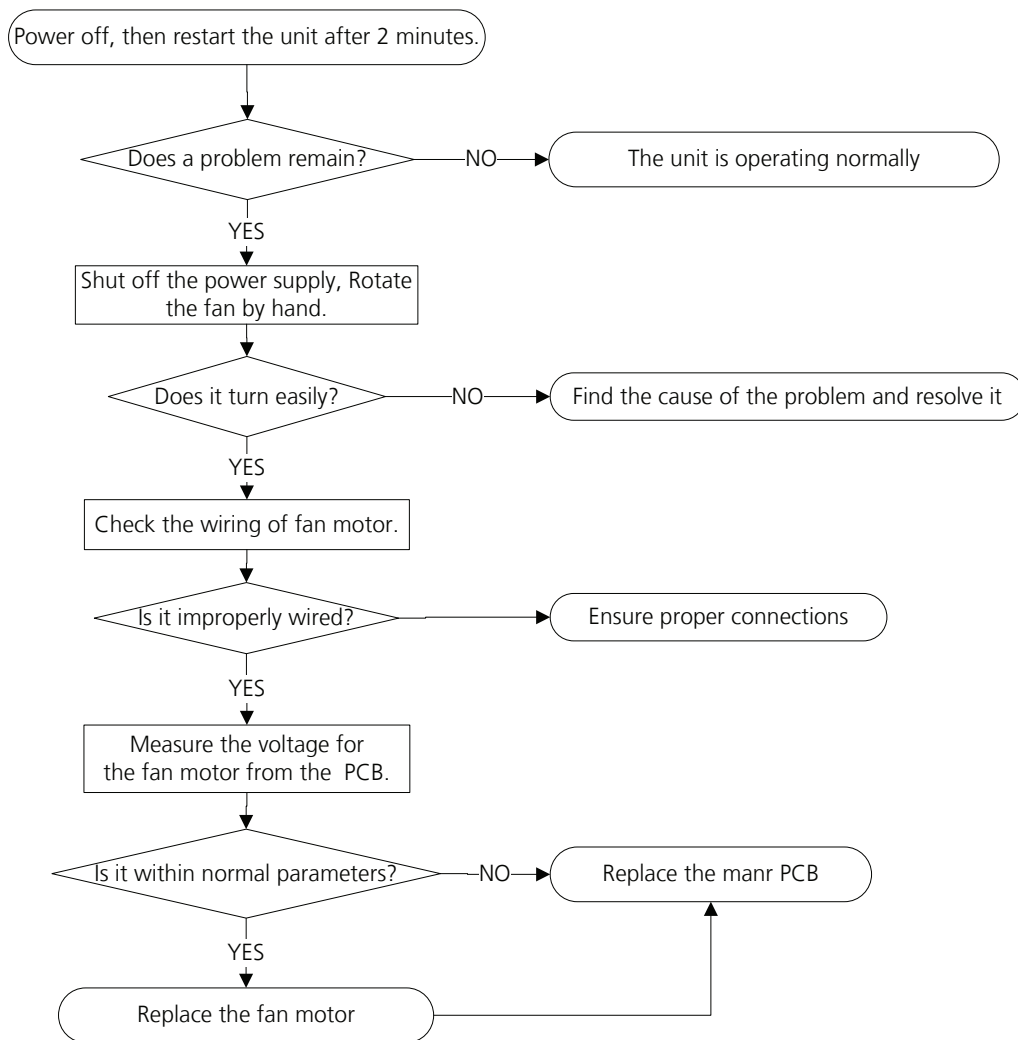 Power off, then restart the unit after 2 minutes.
Does a problem remain?
NO
The unit is operating normally
YES
Shut off the power supply, Rotate
the fan by hand.
Does it turn easily?
NO
Find the cause of the problem and resolve it
YES
Check the wiring of fan motor.
Is it improperly wired?
Ensure proper connections
YES
Measure the voltage for
the fan motor from the PCB.
Is it within normal parameters?
NO
Replace the manr PCB
YES
Replace the fan motor